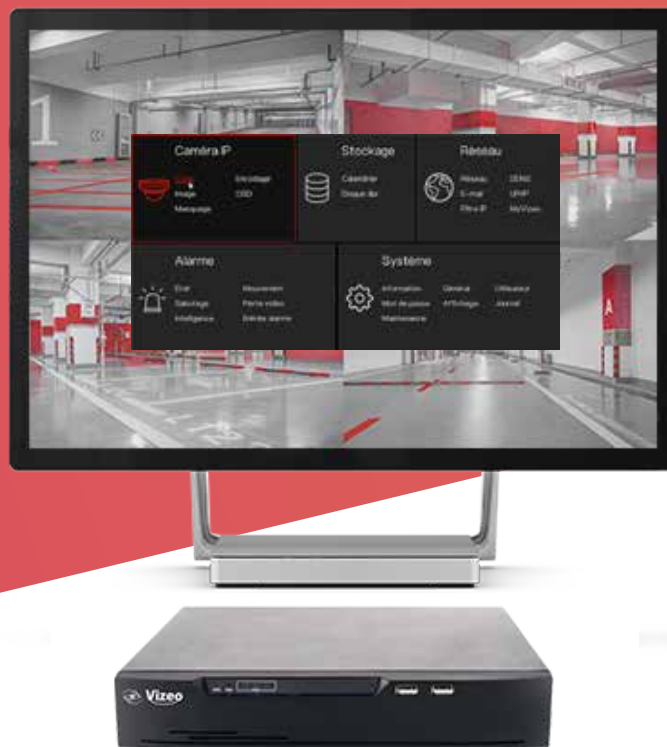 Caméra IP
Stockage
Réseau
Encodage
Calendrier
Réseau
DDNS
Image
OSD
Disque dur
E-mail
UPnP
Masquage
Filtre IP
MyVizeo
Alarme
Système
Etat
Mouvement
Information
Général
Utilisateur
Sabotage
Perte vidéo
Mot de passe
Affichage
Journal
Intelligence
Entrée alarme
Maintenance
A
Vizeo